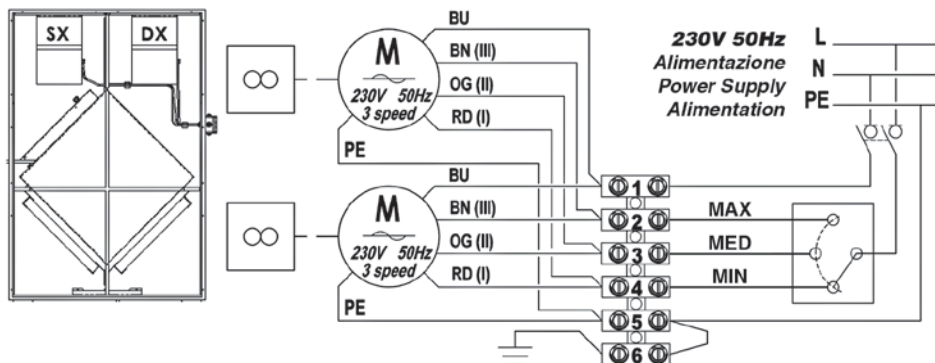 SX DX
M
230V 50Hz
3 speed
BU
BN (III)
OG (II)
RD (I)
PE
M
230V 50Hz
3 speed
BU
BN (III)
OG (II)
RD (I)
PE
230V 50Hz
Alimentazione
Power Supply
Alimentation
L
N
PE
1
2
3
4
5
6
MAX
MED
MIN